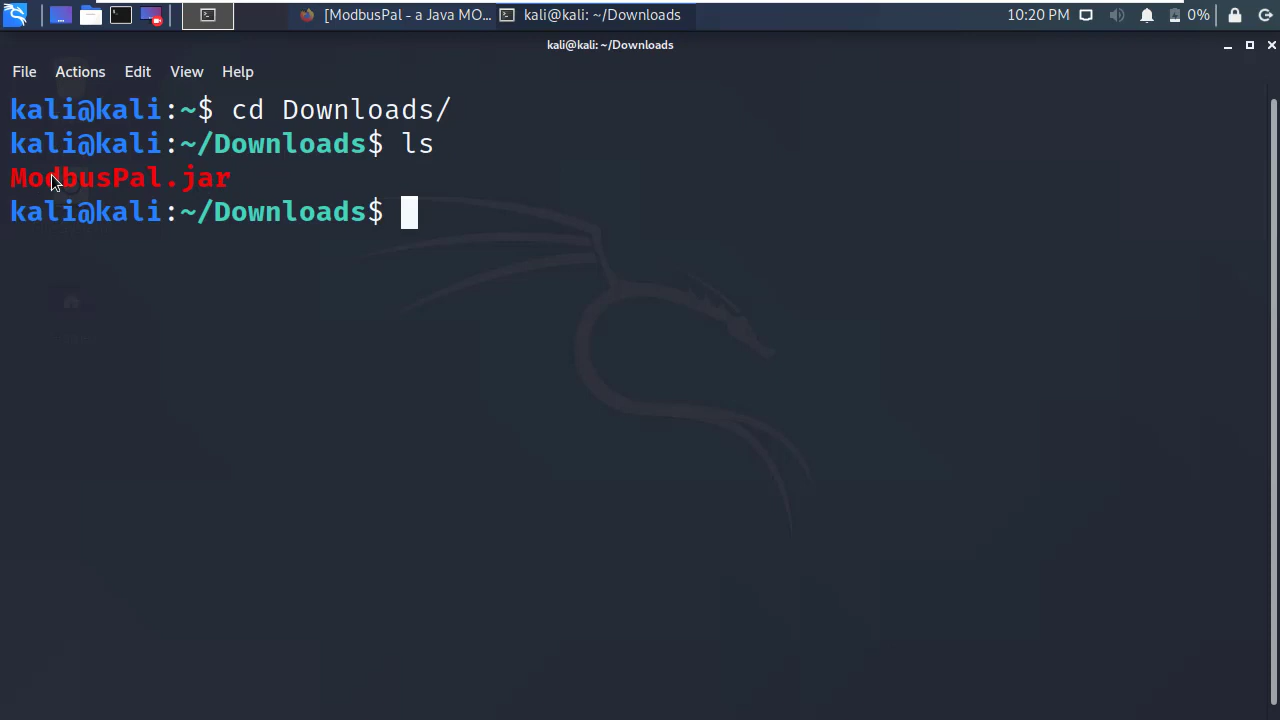 [ModbusPal - a Java MO... kali@kali: ~/Downloads 10:20 PM 0%
kali@kali: ~/Downloads
File Actions Edit View Help
kali@kali:~$ cd Downloads/
kali@kali:~/Downloads$ ls
ModbusPal.jar
kali@kali:~/Downloads$